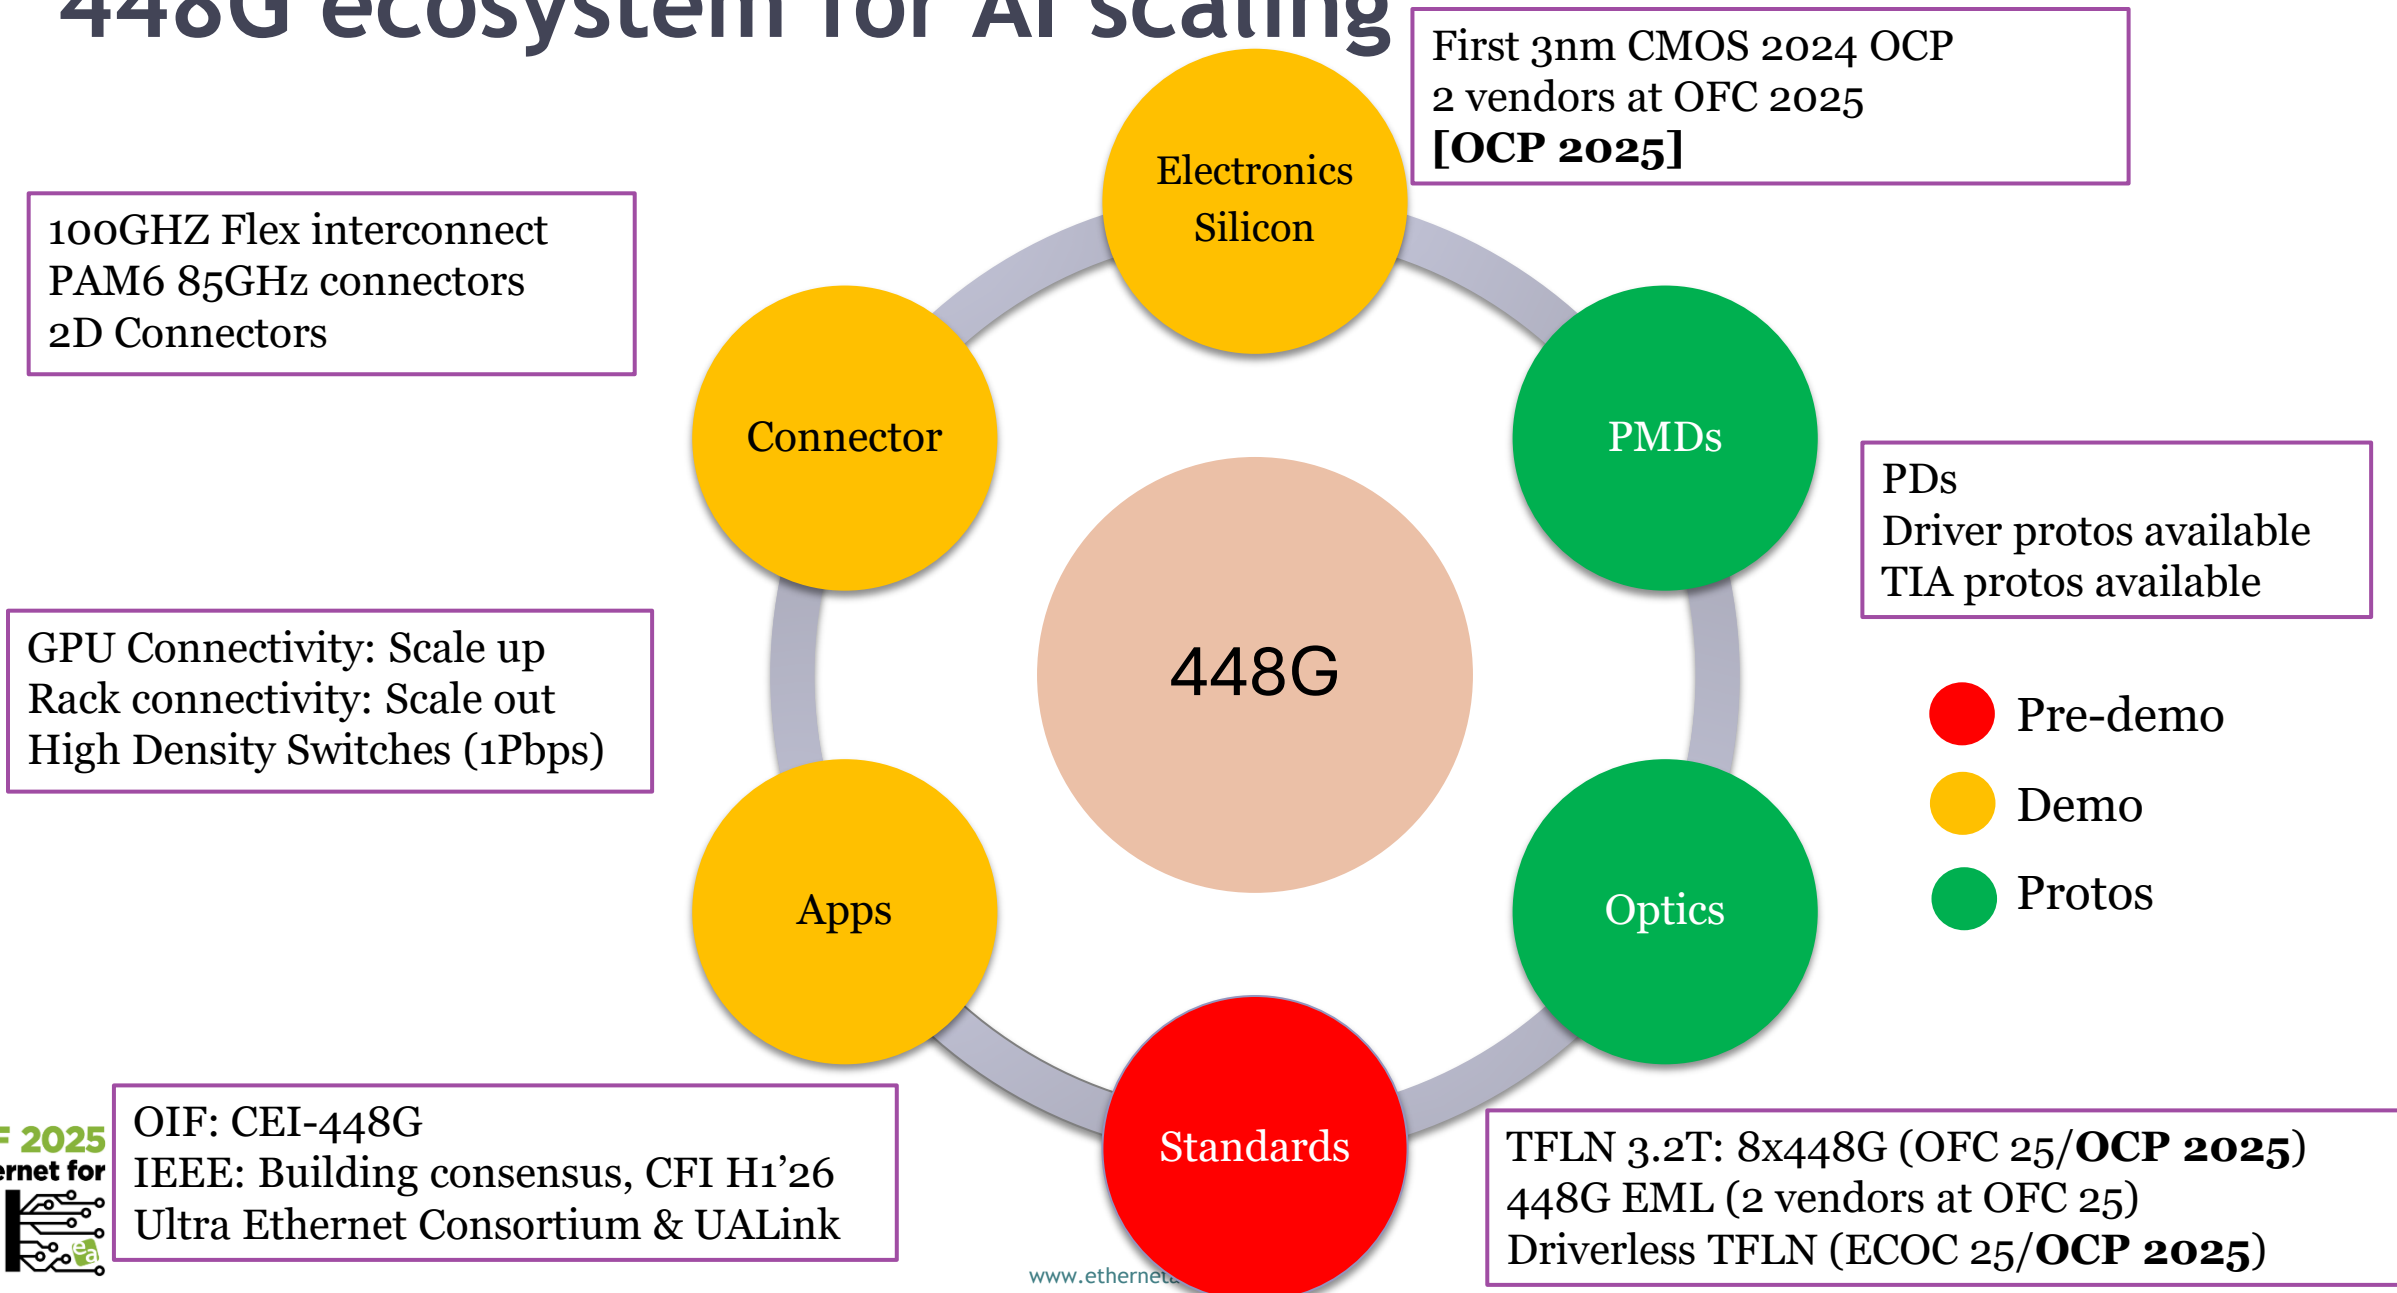 448G ecosystem for AI scaling
First 3nm CMOS 2024 OCP
2 vendors at OFC 2025
[OCP 2025]
Electronics
Silicon
100GHZ Flex interconnect
PAM6 85GHz connectors
2D Connectors
Connector
PMDs
PDs
Driver protos available
TIA protos available
GPU Connectivity: Scale up
Rack connectivity: Scale out
High Density Switches (1Pbps)
448G
Pre-demo
Demo
Protos
Apps
Optics
Standards
OIF: CEI-448G
IEEE: Building consensus, CFI H1’26
Ultra Ethernet Consortium & UALink
TFLN 3.2T: 8x448G (OFC 25/OCP 2025)
448G EML (2 vendors at OFC 25)
Driverless TFLN (ECOC 25/OCP 2025)
2025
for
ea